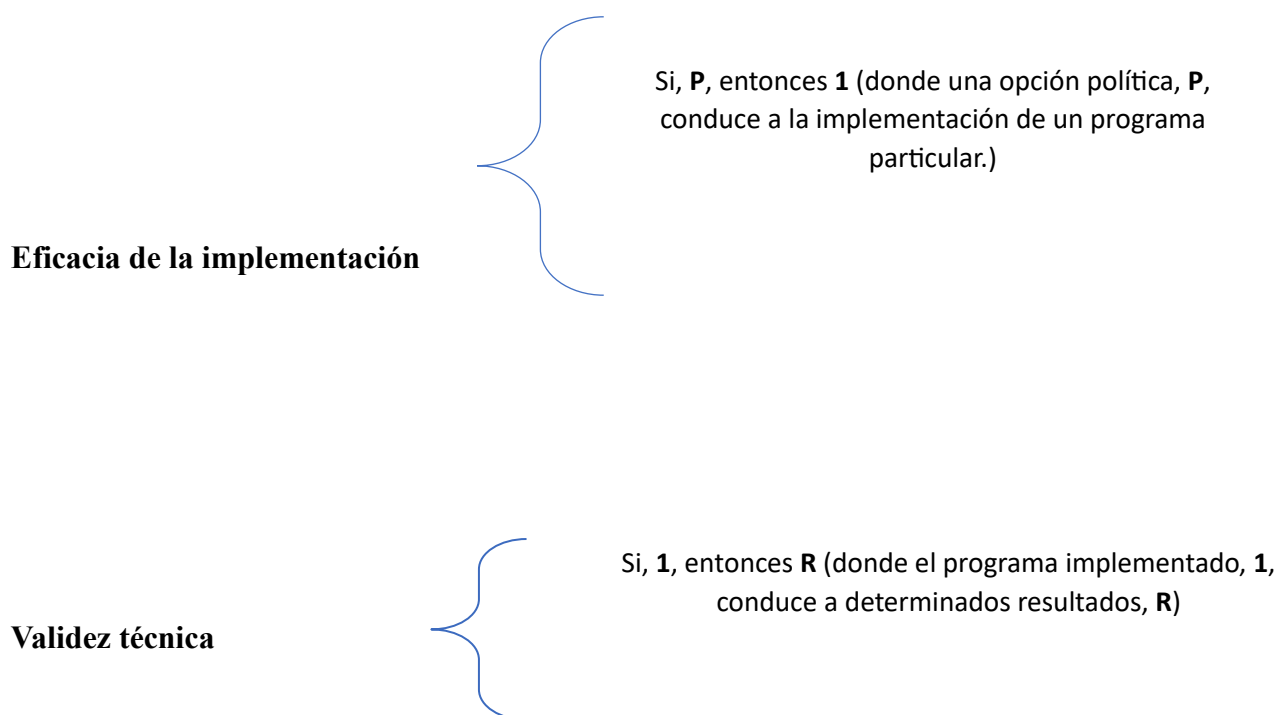 Si, P, entonces 1 (donde una opción política, P,
conduce a la implementación de un programa
particular.)
Eficacia de la implementación
Si, 1, entonces R (donde el programa implementado, 1,
conduce a determinados resultados, R)
Validez técnica